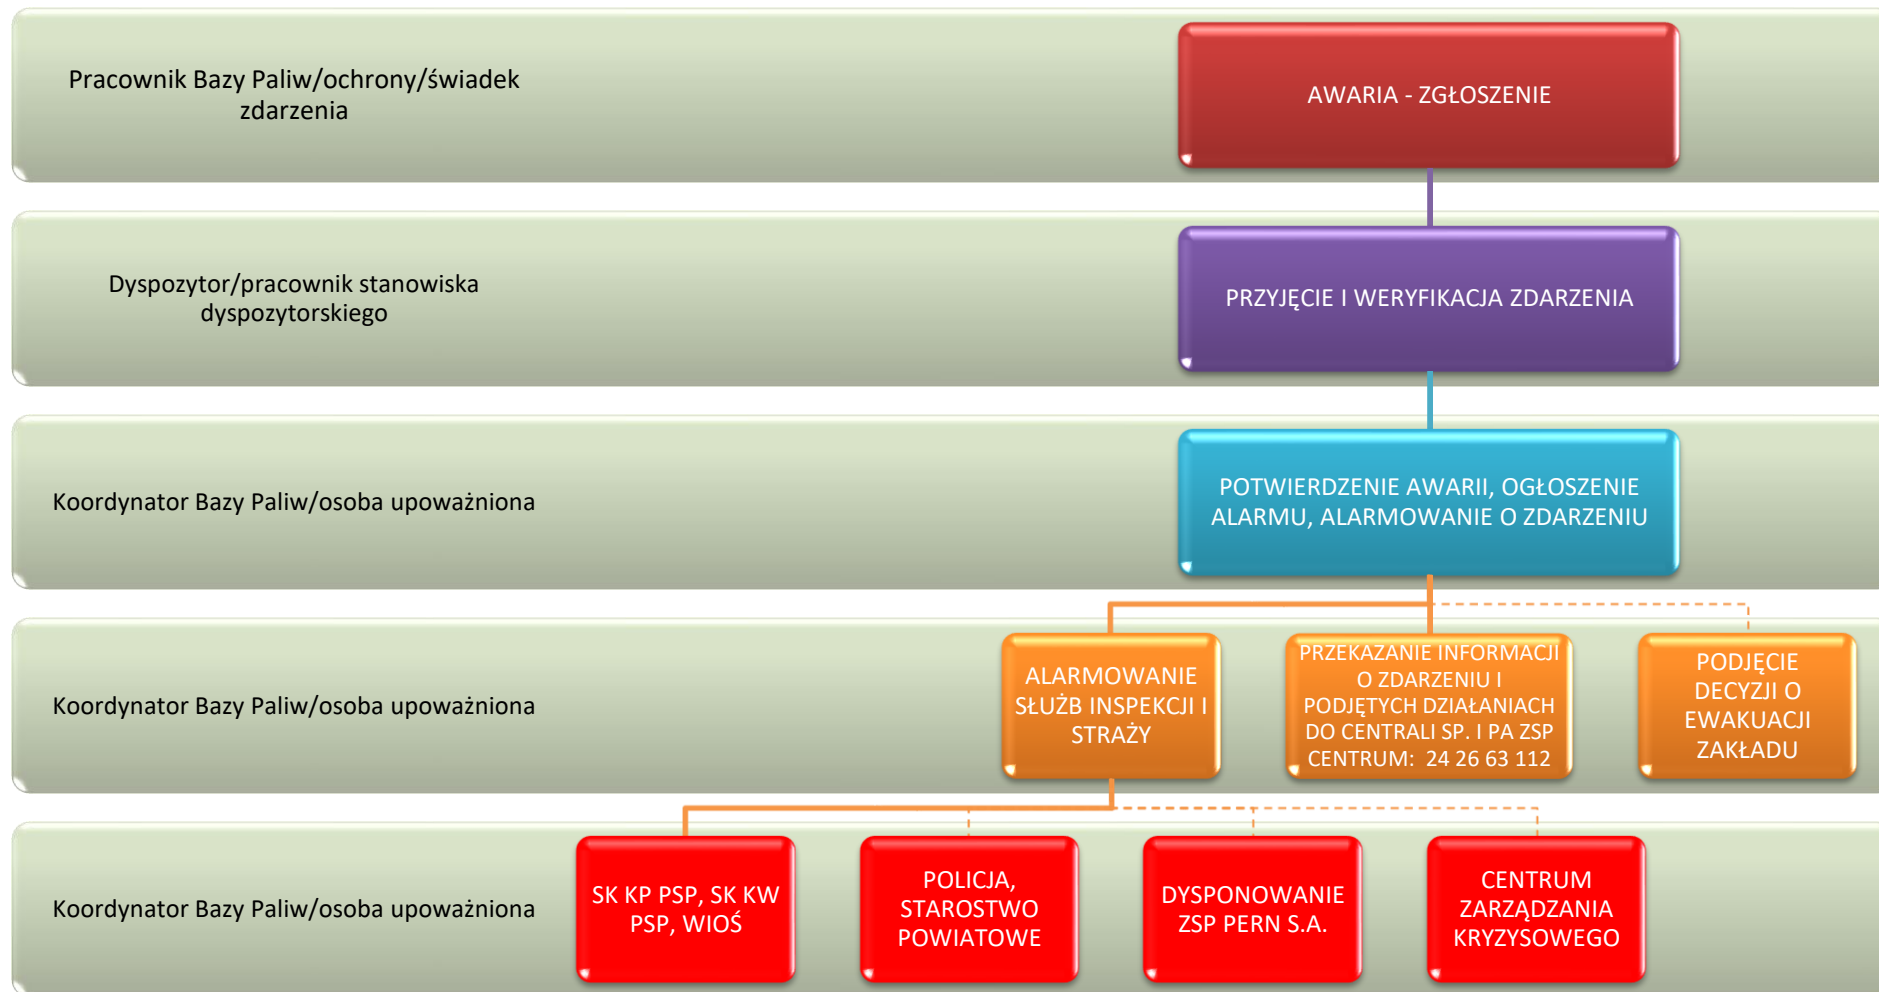 Pracownik Bazy Paliw/ochrony/świadek
zdarzenia
AWARIA - ZGŁOSZENIE
Dyspozytor/pracownik stanowiska
dyspozytorskiego
PRZYJĘCIE I WERYFIKACJA ZDARZENIA
Koordynator Bazy Paliw/osoba upoważniona
POTWIERDZENIE AWARII, OGŁOSZENIE
ALARMU, ALARMOWANIE O ZDARZENIU
Koordynator Bazy Paliw/osoba upoważniona
ALARMOWANIE
SŁUŻB INSPEKCJI I
STRAŻY
PRZEKAZANIE INFORMACJI
O ZDARZENIU I
PODJĘTYCH DZIAŁANIACH
DO CENTRALI SP. I PA ZSP
CENTRUM: 24 26 63 112
PODJĘCIE
DECYZJI O
EWAKUACJI
ZAKŁADU
Koordynator Bazy Paliw/osoba upoważniona
SK KP PSP, SK KW
PSP, WIOŚ
POLICJA,
STAROSTWO
POWIATOWE
DYSPONOWANIE
ZSP PERN S.A.
CENTRUM
ZARZĄDZANIA
KRYZYSOWEGO